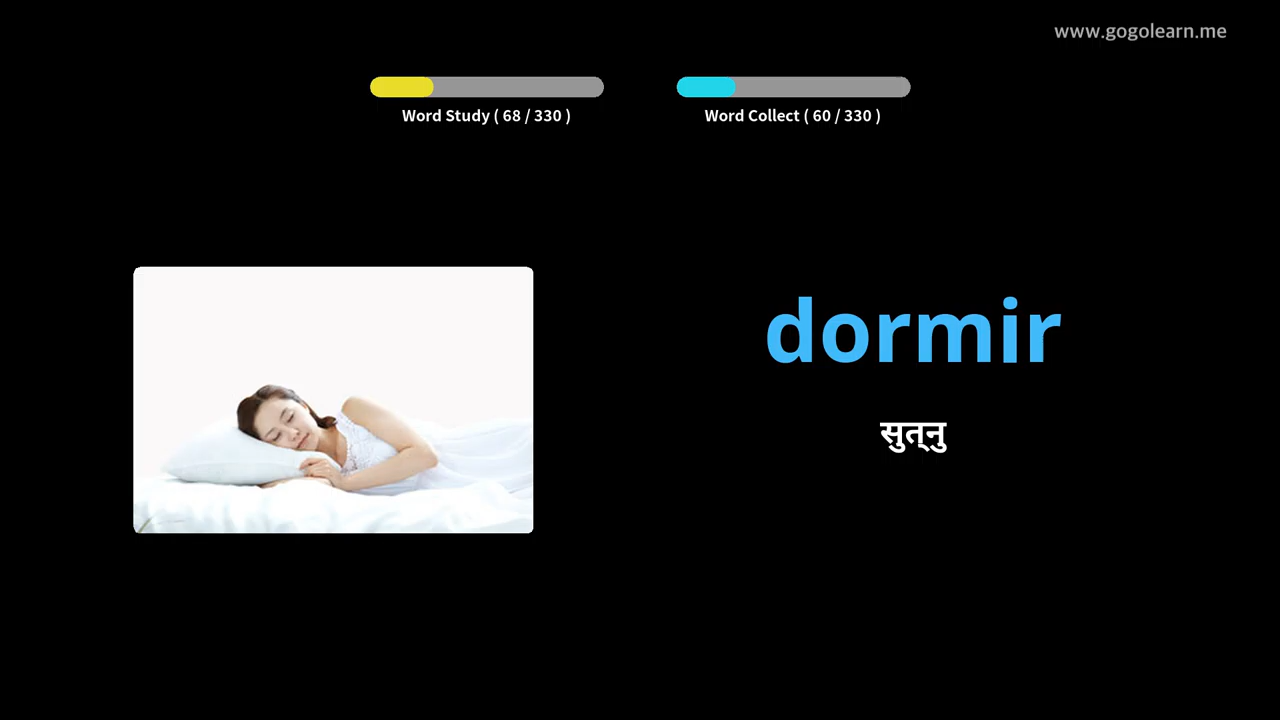 www.gogolearn.me
Word Study ( 68 / 330 )
Word Collect ( 60 / 330 )
dormir
सुत्‌नु